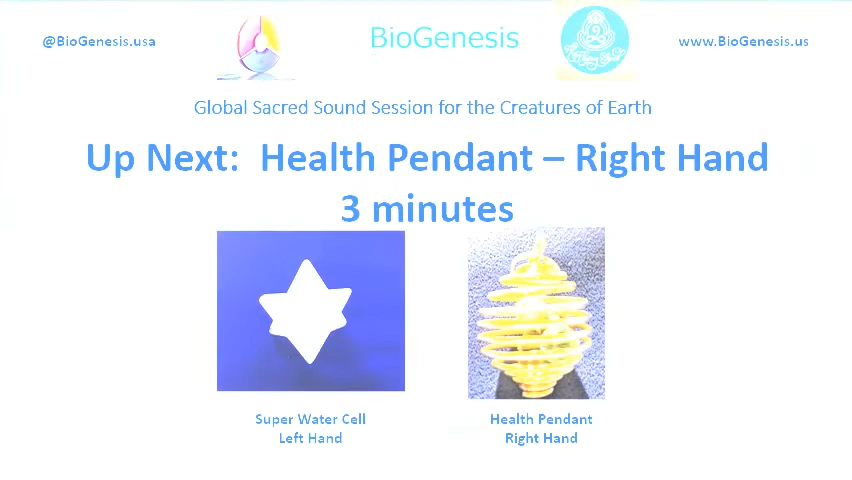 @BioGenesis.usa
BioGenesis
www.BioGenesis.us
Global Sacred Sound Session for the Creatures of Earth
Up Next: Health Pendant – Right Hand
3 minutes
Super Water Cell
Left Hand
Health Pendant
Right Hand